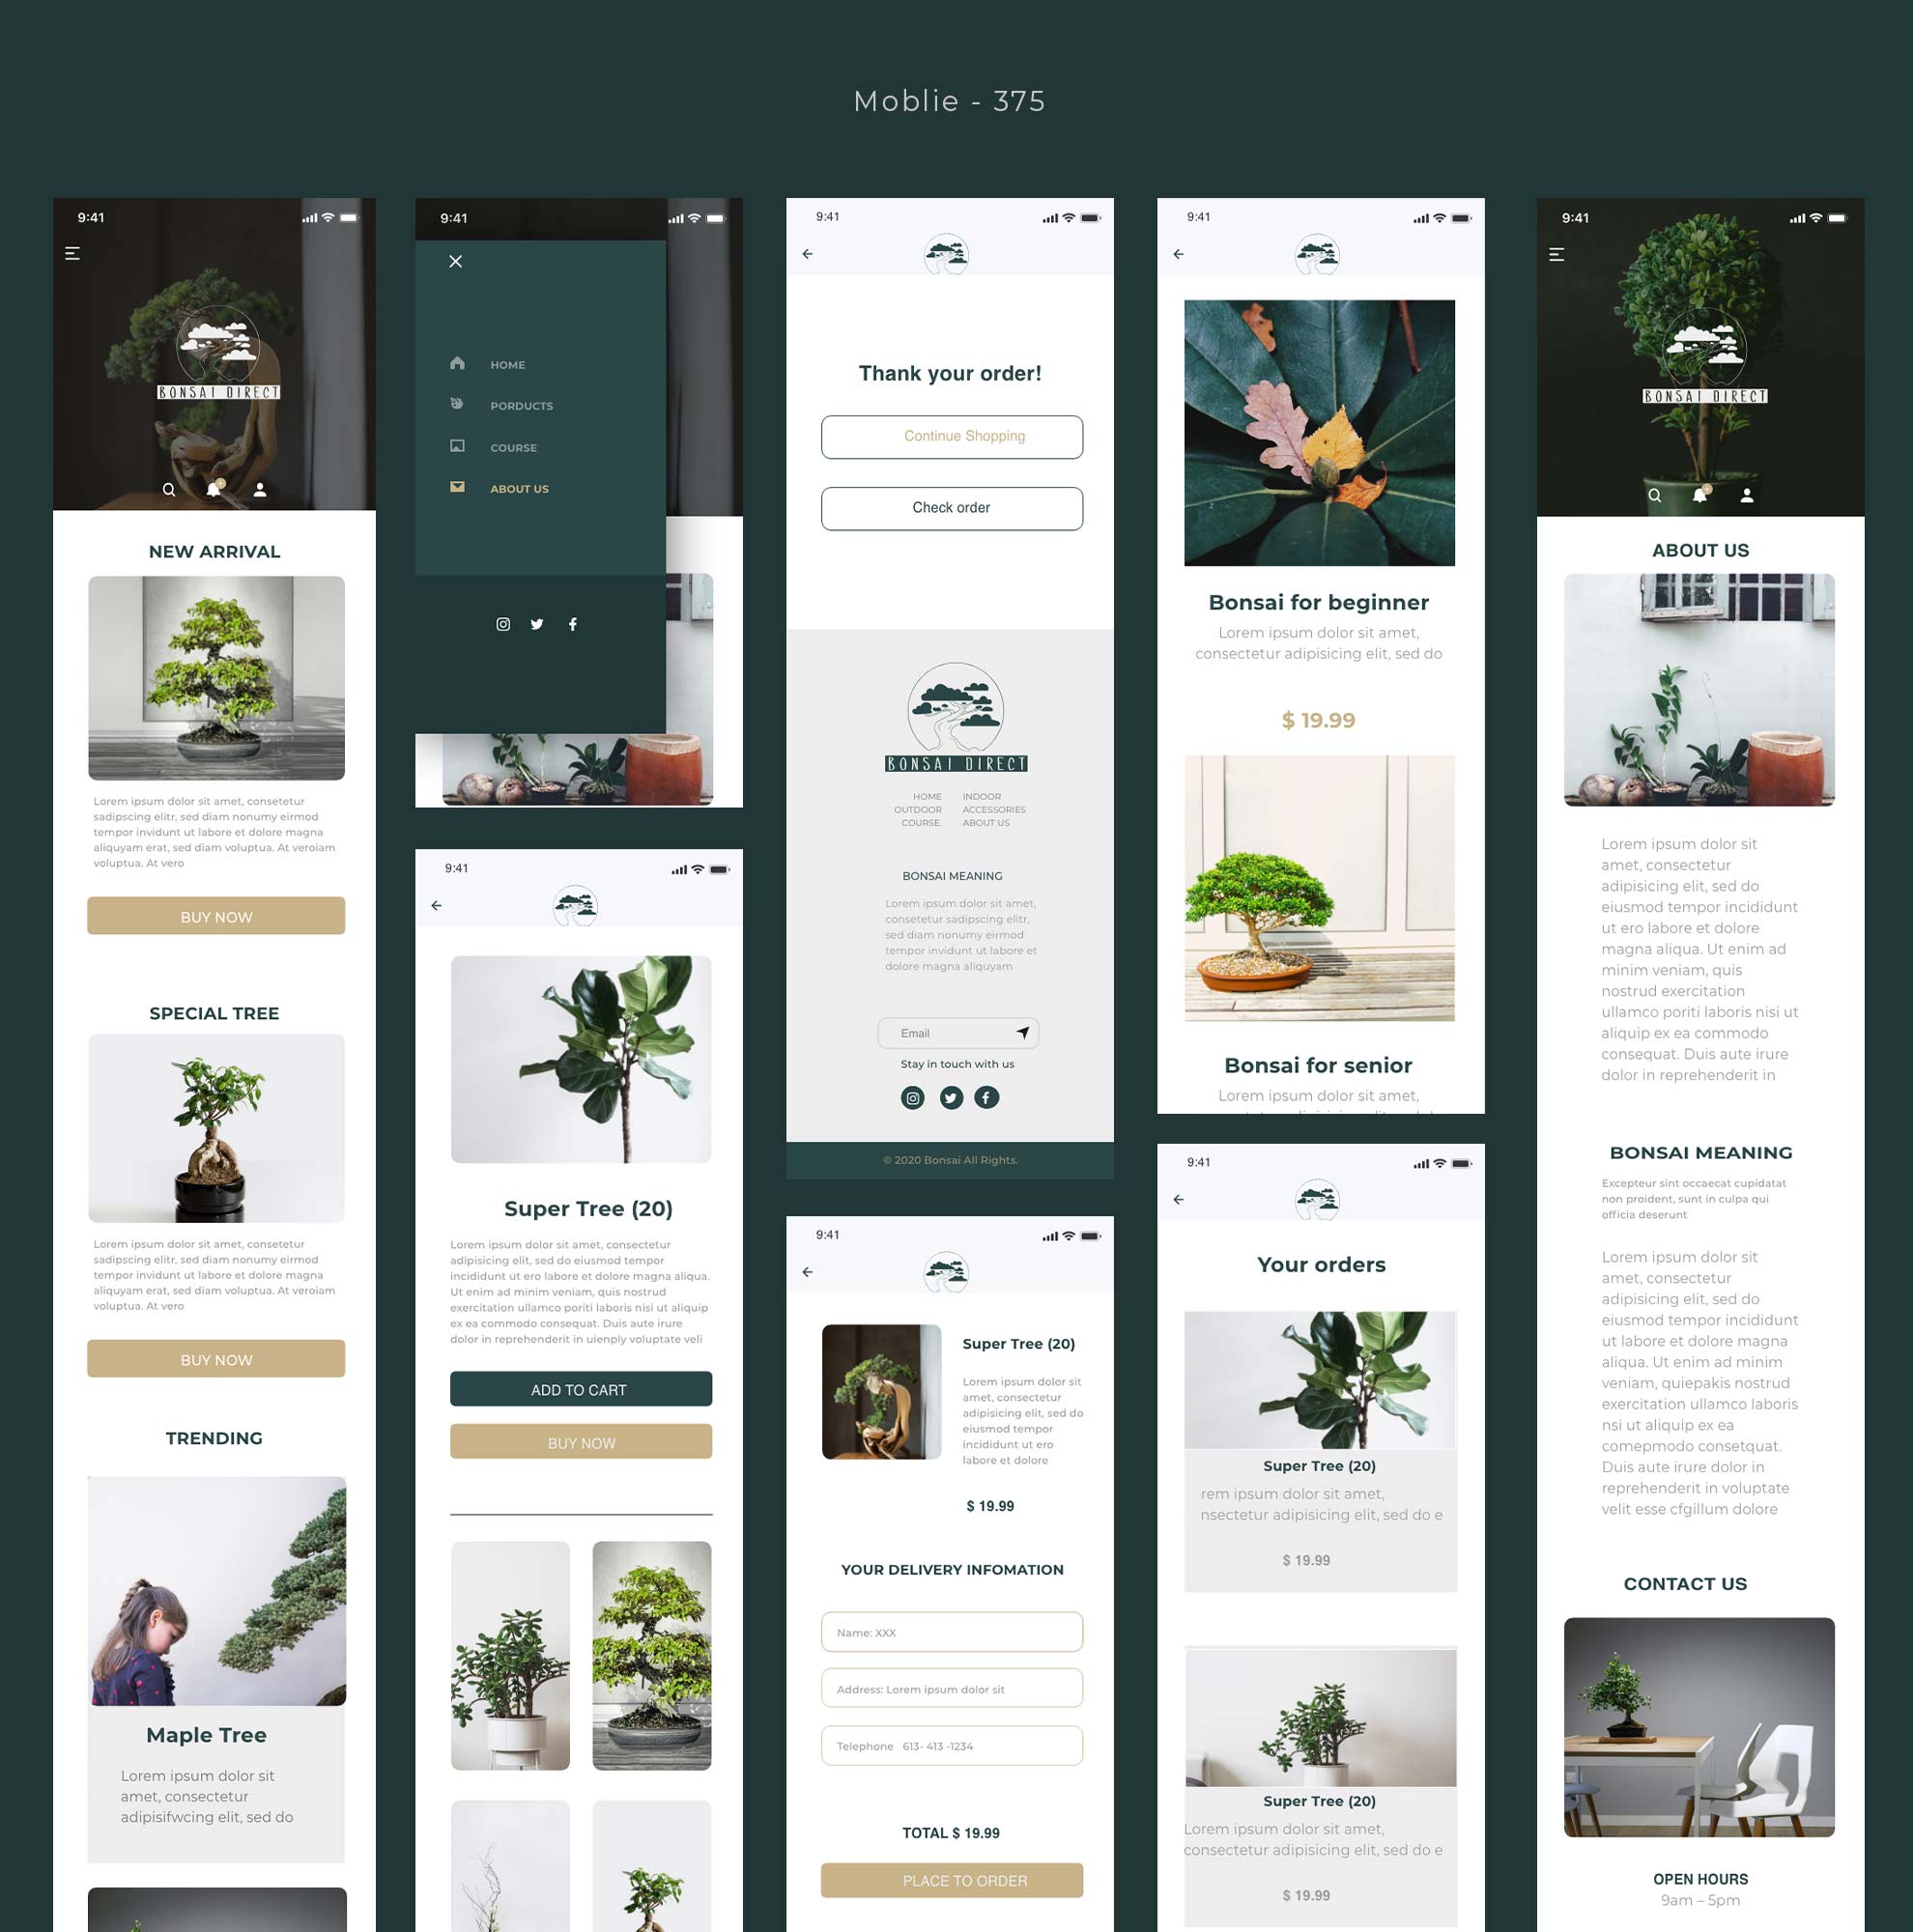 Moblie - 375
9:41
BONSAI DIRECT
NEW ARRIVAL
Lorem ipsum dolor sit amet, consetetur
sadipscing elitr, sed diam nonumy eirmod
tempor invidunt ut labore et dolore magna
aliquyam erat, sed diam voluptua. At veroiam
voluptua. At vero
BUY NOW
SPECIAL TREE
Lorem ipsum dolor sit amet, consetetur
sadipscing elitr, sed diam nonumy eirmod
tempor invidunt ut labore et dolore magna
aliquyam erat, sed diam voluptua. At veroiam
voluptua. At vero
BUY NOW
TRENDING
Maple Tree
Lorem ipsum dolor sit
amet, consectetur
adipisifwcing elit, sed do
9:41
HOME
PORDUCTS
COURSE
ABOUT US
9:41
Super Tree (20)
Lorem ipsum dolor sit amet, consectetur
adipisicing elit, sed do eiusmod tempor
incididunt ut ero labore et dolore magna aliqua.
Ut enim ad minim veniam, quis nostrud
exercitation ullamco poriti laboris nisi ut aliquip
ex ea commodo consequat. Duis aute irure
dolor in reprehenderit in uienply voluptate veli
ADD TO CART
BUY NOW
9:41
Thank your order!
Continue Shopping
Check order
BONSAI DIRECT
HOME INDOOR
OUTDOOR ACCESSORIES
COURSE. ABOUT US
BONSAI MEANING
Lorem ipsum dolor sit amet,
consetetur sadipscing elitr,
sed diam nonumy eirmod
tempor invidunt ut labore et
dolore magna aliquyam
Email
Stay in touch with us
© 2020 Bonsai All Rights.
9:41
Super Tree (20)
Lorem ipsum dolor sit
amet, consectetur
adipisicing elit, sed do
eiusmod tempor
incididunt ut ero
labore et dolore
$ 19.99
YOUR DELIVERY INFOMATION
Name: XXX
Address: Lorem ipsum dolor sit
Telephone 613- 413 -1234
TOTAL $ 19.99
PLACE TO ORDER
9:41
Bonsai for beginner
Lorem ipsum dolor sit amet,
consectetur adipisicing elit, sed do
$ 19.99
Bonsai for senior
Lorem ipsum dolor sit amet,
9:41
Your orders
Super Tree (20)
rem ipsum dolor sit amet,
nsectetur adipisicing elit, sed do e
$ 19.99
Super Tree (20)
Lorem ipsum dolor sit amet,
consectetur adipisicing elit, sed do e
$ 19.99
9:41
BONSAI DIRECT
ABOUT US
Lorem ipsum dolor sit
amet, consectetur
adipisicing elit, sed do
eiusmod tempor incididunt
ut ero labore et dolore
magna aliqua. Ut enim ad
minim veniam, quis
nostrud exercitation
ullamco poriti laboris nisi ut
aliquip ex ea commodo
consequat. Duis aute irure
dolor in reprehenderit in
BONSAI MEANING
Excepteur sint occaecat cupidatat
non proident, sunt in culpa qui
officia deserunt
Lorem ipsum dolor sit
amet, consectetur
adipisicing elit, sed do
eiusmod tempor incididunt
ut labore et dolore magna
aliqua. Ut enim ad minim
veniam, quiepakis nostrud
exercitation ullamco laboris
nsi ut aliquip ex ea
comepmodo consetquat.
Duis aute irure dolor in
reprehenderit in voluptate
velit esse cfgillum dolore
CONTACT US
OPEN HOURS
9am – 5pm